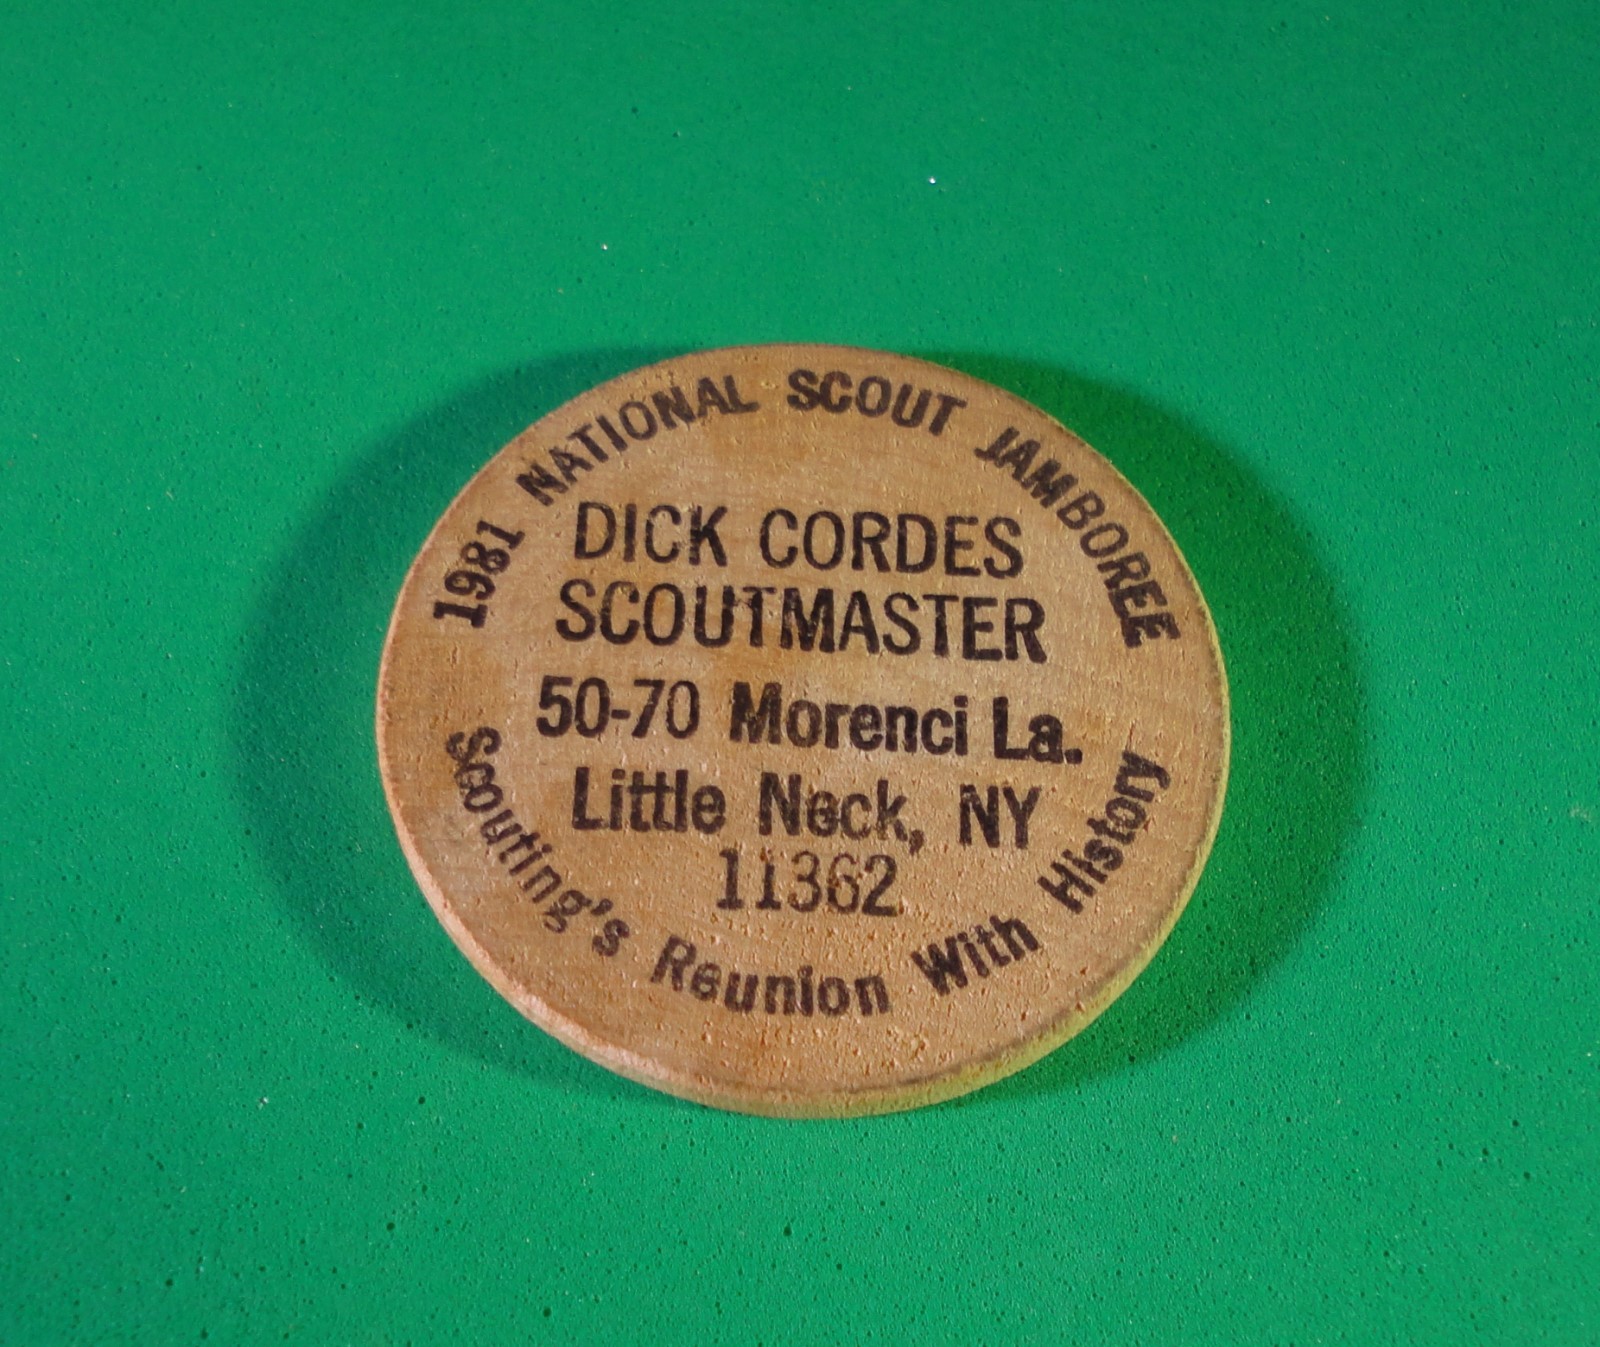 1981 NATIONAL SCOUT JAMBOREE
DICK CORDES
SCOUTMASTER
50-70 Morenci La.
Little Neck, NY
11362
Scouting's Reunion With History